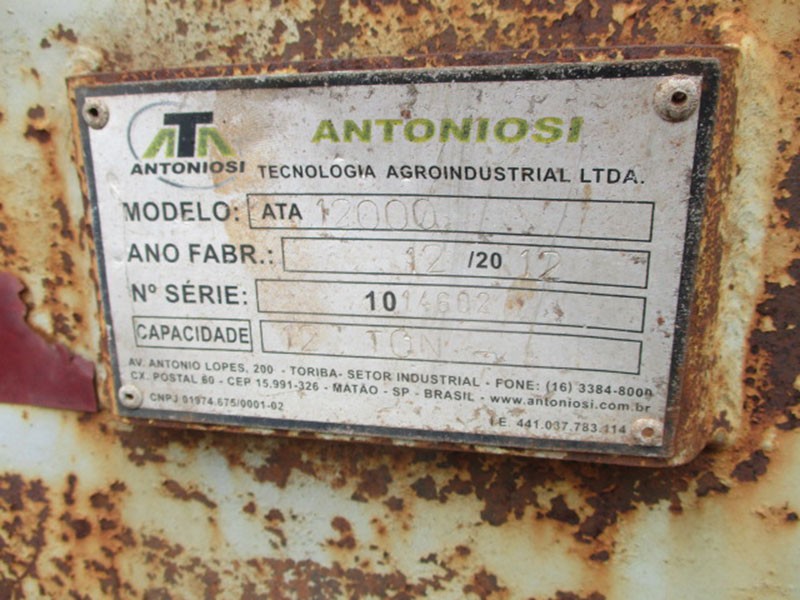 ATA
ANTONIOSI
ANTONIOSI
TECNOLOGIA AGROINDUSTRIAL LTDA.
MODELO: ATA 12000
ANO FABR.: 12 /20 12
Nº SÉRIE: 10 14602
CAPACIDADE 12 TON
AV. ANTONIO LOPES, 200 - TORIBA- SETOR INDUSTRIAL - FONE: (16) 3384-8000
CX. POSTAL 60 - CEP 15.991-326 - MATÃO - SP - BRASIL - www.antoniosi.com.br
CNPJ 01974.675/0001-02
I.E. 441.037.783.114